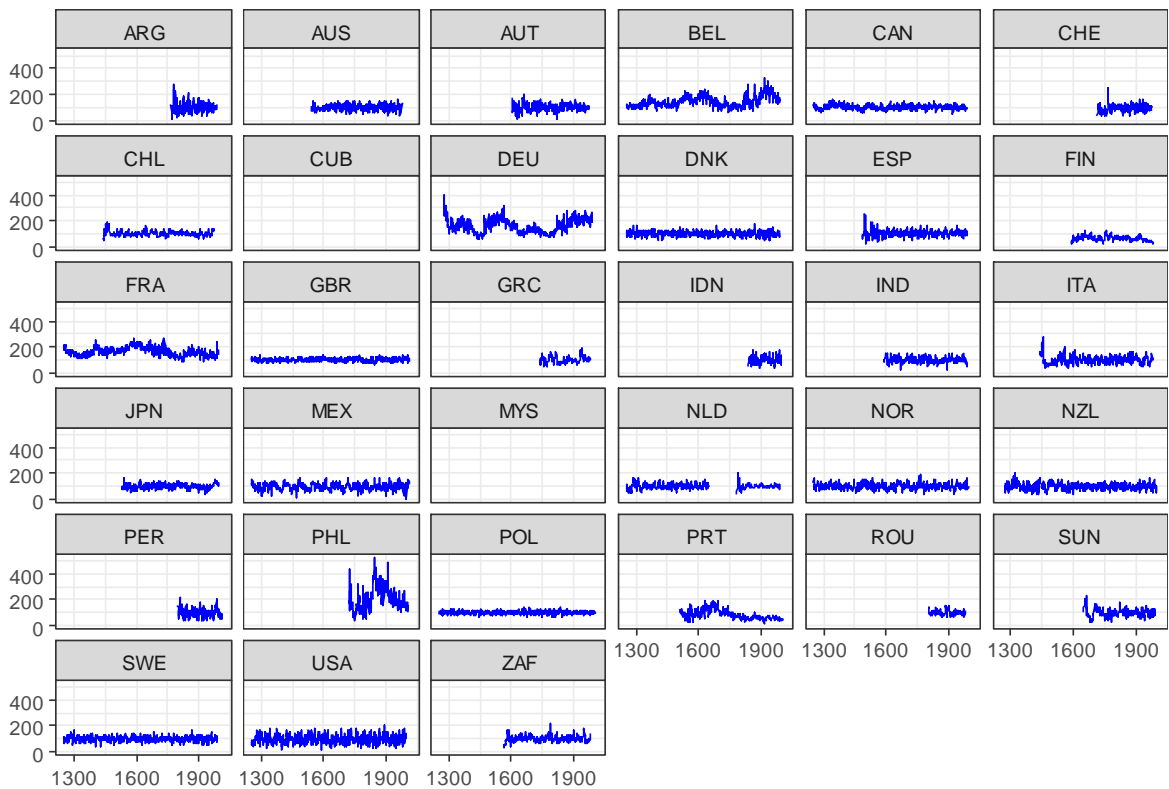 ARG AUS AUT BEL CAN CHE
400
200
0
CHL CUB DEU DNK ESP FIN
400
200
0
FRA GBR GRC IDN IND ITA
400
200
0
JPN MEX MYS NLD NOR NZL
400
200
0
PER PHL POL PRT ROU SUN
400
200
0
1300 1600 1900 1300 1600 1900 1300 1600 1900
SWE USA ZAF
400
200
0
1300 1600 1900 1300 1600 1900 1300 1600 1900